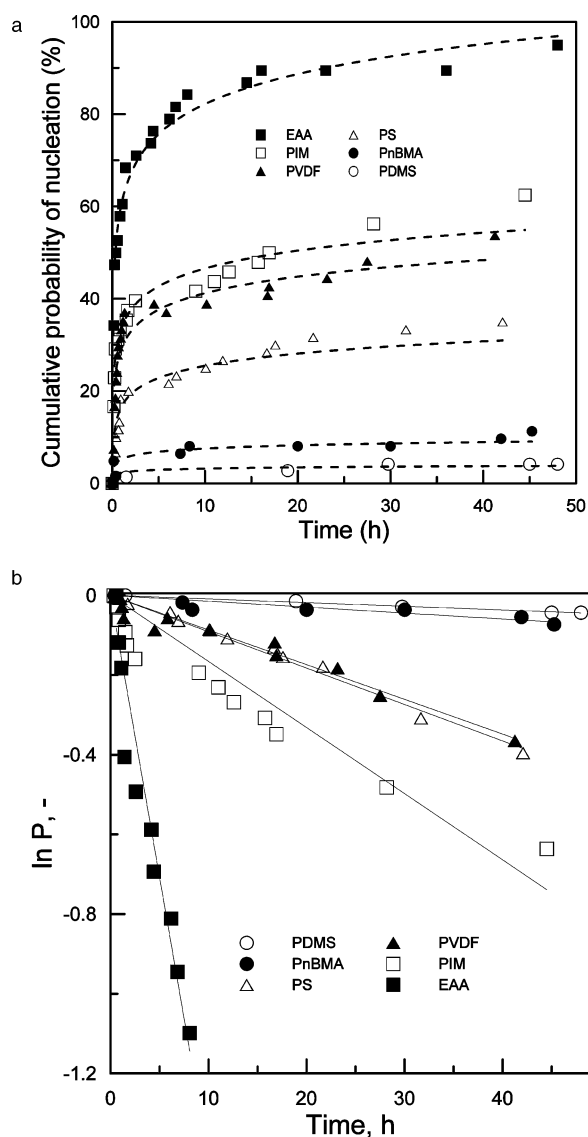 a
Cumulative probability of nucleation (%)
100
80
60
40
20
0
EAA PS
PIM PnBMA
PVDF PDMS
0 10 20 30 40 50
Time (h)
b
ln P, -
0
-0.4
-0.8
-1.2
PDMS PVDF
PnBMA PIM
PS EAA
0 10 20 30 40
Time, h